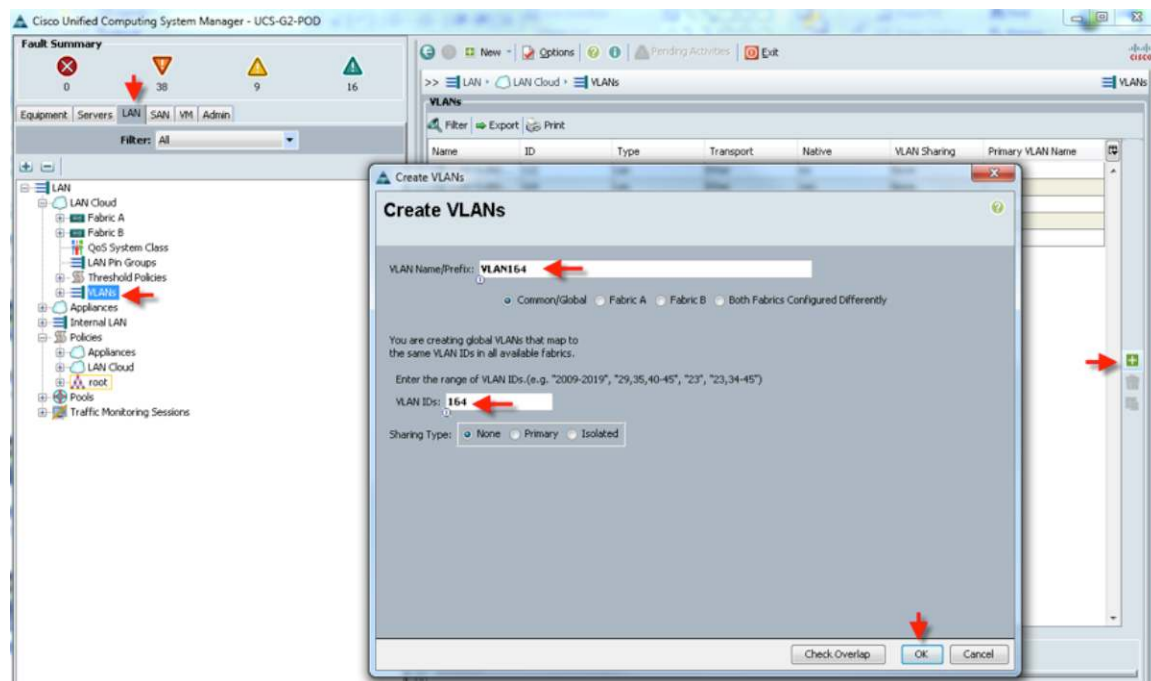 Cisco Unified Computing System Manager - UCS-G2-POD
Fault Summary
0 38 9 16
Equipment Servers LAN SAN VM Admin
Filter: All
LAN
LAN Cloud
Fabric A
Fabric B
QoS System Class
LAN Pin Groups
Threshold Policies
VLANs
Appliances
Internal LAN
Policies
Appliances
LAN Cloud
root
Pools
Traffic Monitoring Sessions
New Options Pending Activities Exit
cisco
>> LAN LAN Cloud VLANs VLANs
VLANs
Filter Export Print
Name ID Type Transport Native VLAN Sharing Primary VLAN Name
Create VLANs
Create VLANs
VLAN Name/Prefix: VLAN164
Common/Global Fabric A Fabric B Both Fabrics Configured Differently
You are creating global VLANs that map to
the same VLAN IDs in all available fabrics.
Enter the range of VLAN IDs.(e.g. "2009-2019", "29,35,40-45", "23", "23,34-45")
VLAN IDs: 164
Sharing Type: None Primary Isolated
Check Overlap OK Cancel